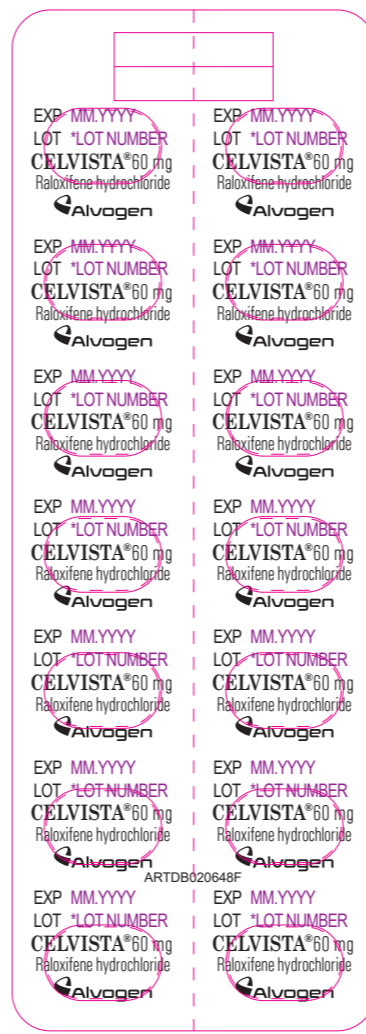 EXP MM.YYYY EXP MM.YYYY
LOT *LOT NUMBER LOT *LOT NUMBER
CELVISTA®60 mg CELVISTA®60 mg
Raloxifene hydrochloride Raloxifene hydrochloride
Alvogen Alvogen
EXP MM.YYYY EXP MM.YYYY
LOT *LOT NUMBER LOT *LOT NUMBER
CELVISTA®60 mg CELVISTA®60 mg
Raloxifene hydrochloride Raloxifene hydrochloride
Alvogen Alvogen
EXP MM.YYYY EXP MM.YYYY
LOT *LOT NUMBER LOT *LOT NUMBER
CELVISTA®60 mg CELVISTA®60 mg
Raloxifene hydrochloride Raloxifene hydrochloride
Alvogen Alvogen
EXP MM.YYYY EXP MM.YYYY
LOT *LOT NUMBER LOT *LOT NUMBER
CELVISTA®60 mg CELVISTA®60 mg
Raloxifene hydrochloride Raloxifene hydrochloride
Alvogen Alvogen
EXP MM.YYYY EXP MM.YYYY
LOT *LOT NUMBER LOT *LOT NUMBER
CELVISTA®60 mg CELVISTA®60 mg
Raloxifene hydrochloride Raloxifene hydrochloride
Alvogen Alvogen
EXP MM.YYYY EXP MM.YYYY
LOT *LOT NUMBER LOT *LOT NUMBER
CELVISTA®60 mg CELVISTA®60 mg
Raloxifene hydrochloride Raloxifene hydrochloride
Alvogen Alvogen
ARTDB020648F
EXP MM.YYYY EXP MM.YYYY
LOT *LOT NUMBER LOT *LOT NUMBER
CELVISTA®60 mg CELVISTA®60 mg
Raloxifene hydrochloride Raloxifene hydrochloride
Alvogen Alvogen